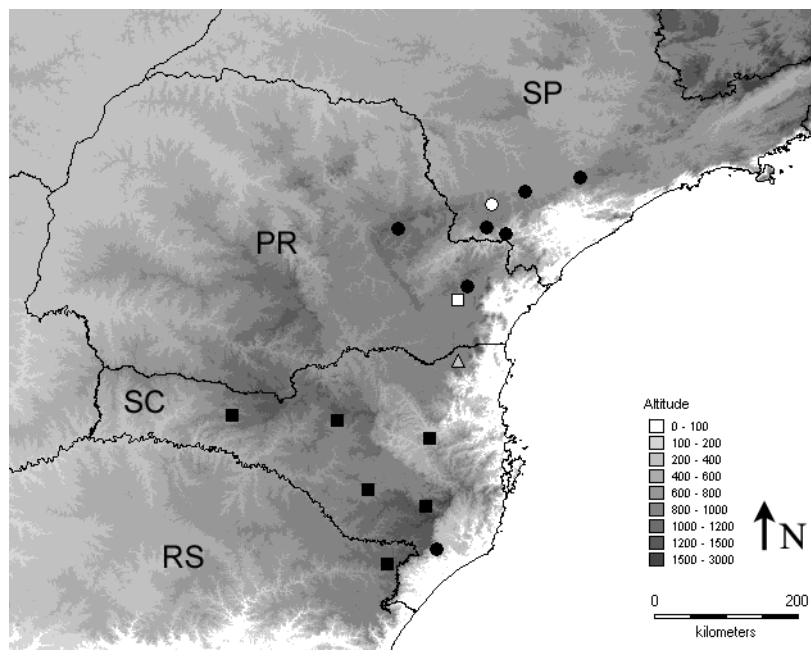 SP
PR
SC
RS
Altitude
0 - 100
100 - 200
200 - 400
400 - 600
600 - 800
800 - 1000
1000 - 1200
1200 - 1500
1500 - 3000
N
0 200
kilometers